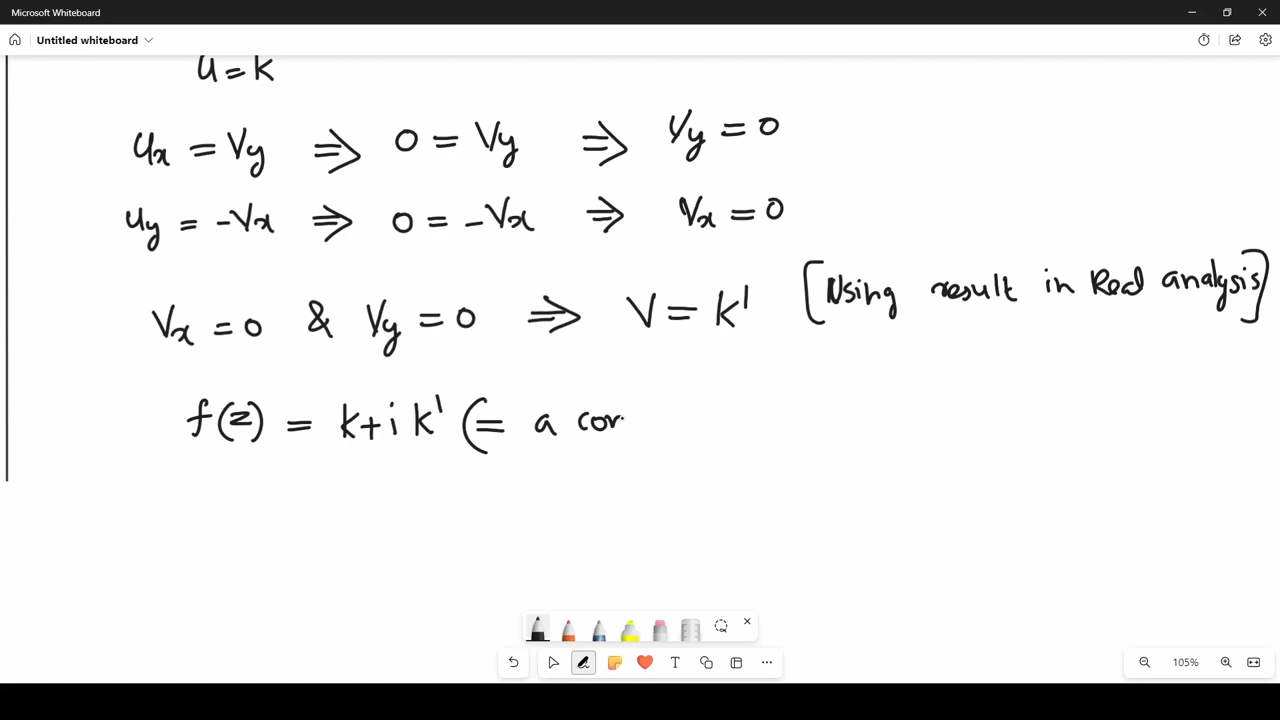 Microsoft Whiteboard
Untitled whiteboard
u = k
ux = Vy ⇒ 0 = Vy ⇒ Vy = 0
uy = -Vx ⇒ 0 = -Vx ⇒ Vx = 0
Vx = 0 & Vy = 0 ⇒ V = k' [Using result in Real analysis]
f(z) = k + i k' (= a con
105%